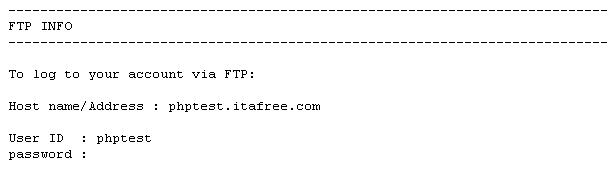 ---------------------------------------------------------------------------
FTP INFO
---------------------------------------------------------------------------
To log to your account via FTP:
Host name/Address : phptest.itafree.com
User ID  : phptest
password :